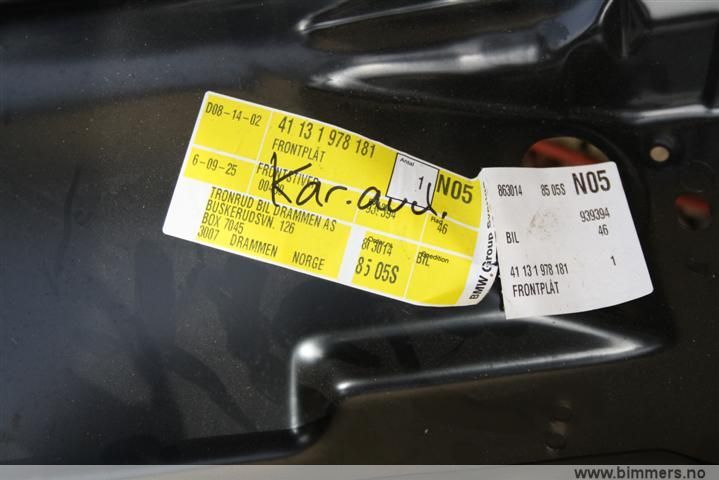 D08-14-02
41 13 1 978 181
FRONTPLÅT
Antal
1
N05
6-09-25
FRONTSTIVER
Kar.avd.
46
TRONRUD BIL DRAMMEN AS
BUSKERUDSVN. 126
BOX 7045
3007 DRAMMEN NORGE
863014
85 05S
BIL
BMW. Group
863014 85 05S N05
939394
BIL 46
41 13 1 978 181 1
FRONTPLÅT
www.bimmers.no